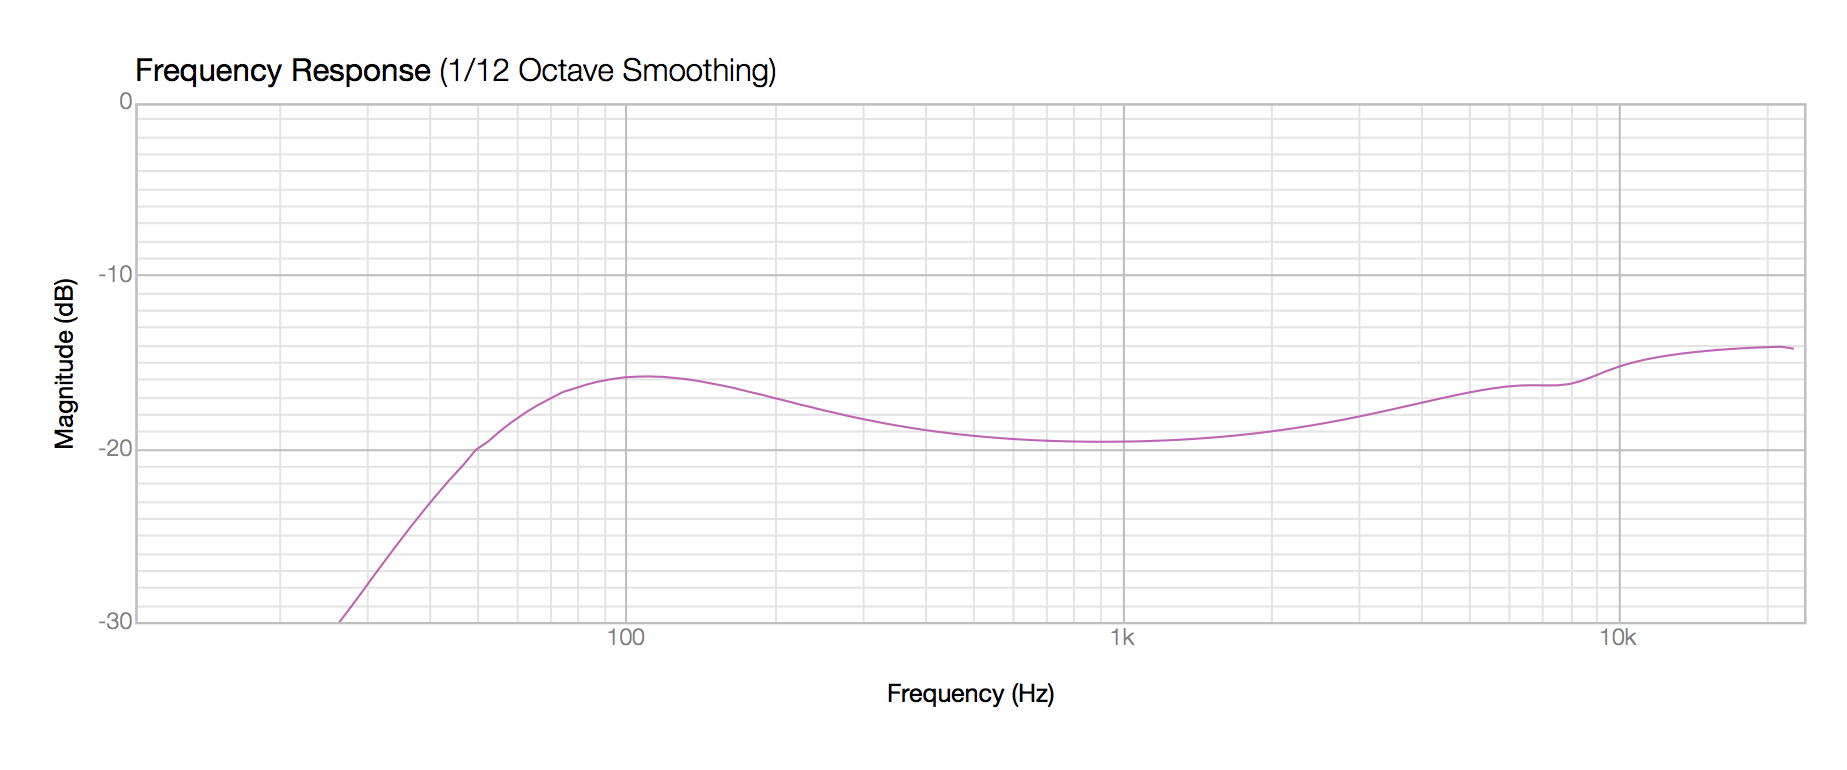 Frequency Response (1/12 Octave Smoothing)
0
-10
-20
-30
Magnitude (dB)
100
1k
10k
Frequency (Hz)